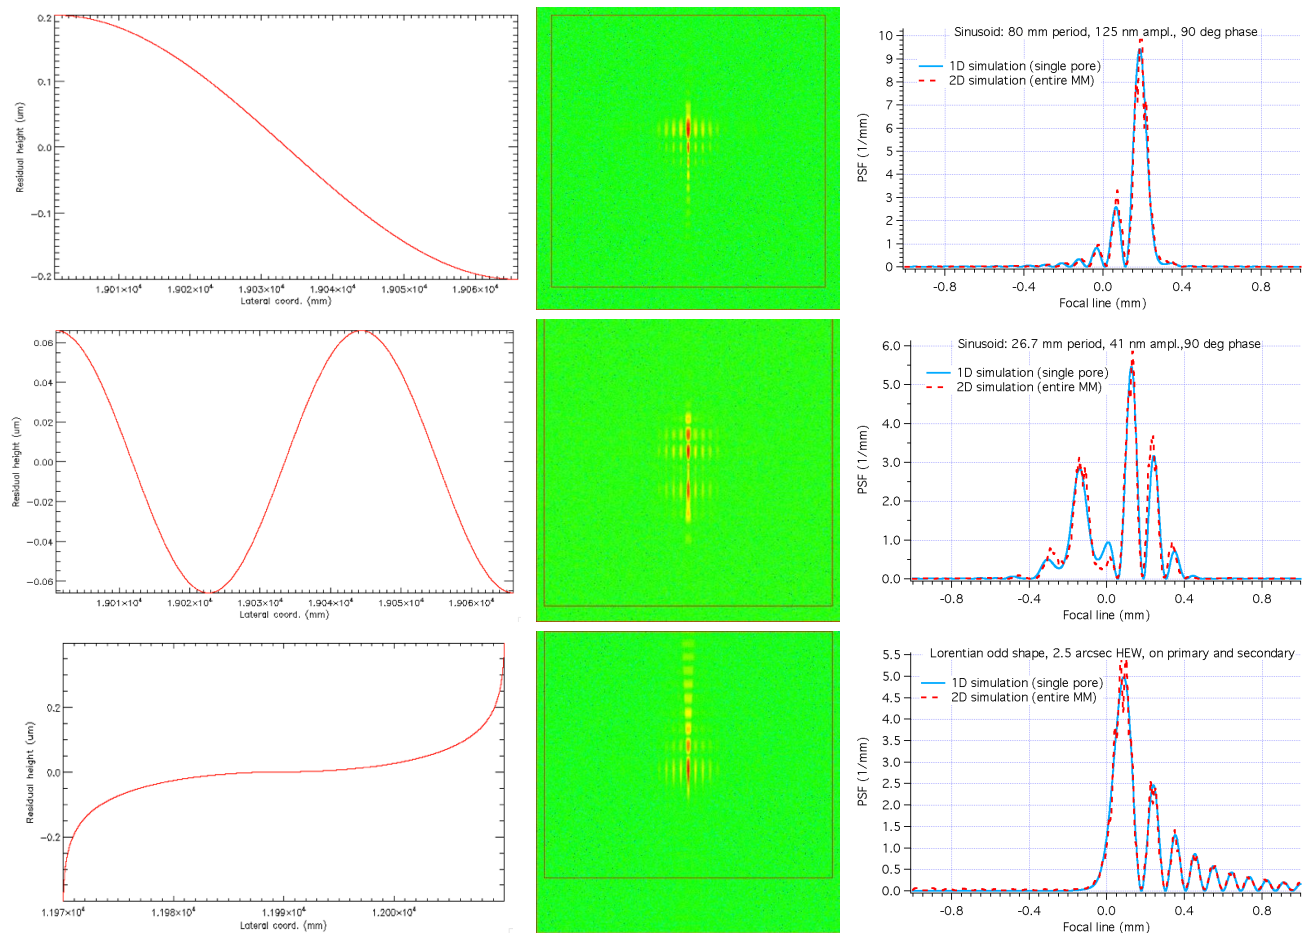 0.2
0.1
0.0
-0.1
-0.2
Residual height (um)
1.901×10⁴ 1.902×10⁴ 1.903×10⁴ 1.904×10⁴ 1.905×10⁴ 1.906×10⁴
Lateral coord. (mm)
Sinusoid: 80 mm period, 125 nm ampl., 90 deg phase
1D simulation (single pore)
2D simulation (entire MM)
10
9
8
7
6
5
4
3
2
1
0
PSF (1/mm)
-0.8 -0.4 0.0 0.4 0.8
Focal line (mm)
0.06
0.04
0.02
0.00
-0.02
-0.04
-0.06
Residual height (um)
1.901×10⁴ 1.902×10⁴ 1.903×10⁴ 1.904×10⁴ 1.905×10⁴ 1.906×10⁴
Lateral coord. (mm)
Sinusoid: 26.7 mm period, 41 nm ampl.,90 deg phase
1D simulation (single pore)
2D simulation (entire MM)
6.0
5.0
4.0
3.0
2.0
1.0
0.0
PSF (1/mm)
-0.8 -0.4 0.0 0.4 0.8
Focal line (mm)
0.2
0.0
-0.2
Residual height (um)
1.197×10⁴ 1.198×10⁴ 1.199×10⁴ 1.200×10⁴
Lateral coord. (mm)
Lorentian odd shape, 2.5 arcsec HEW, on primary and secondary
1D simulation (single pore)
2D simulation (entire MM)
5.5
5.0
4.5
4.0
3.5
3.0
2.5
2.0
1.5
1.0
0.5
0.0
PSF (1/mm)
-0.8 -0.4 0.0 0.4 0.8
Focal line (mm)